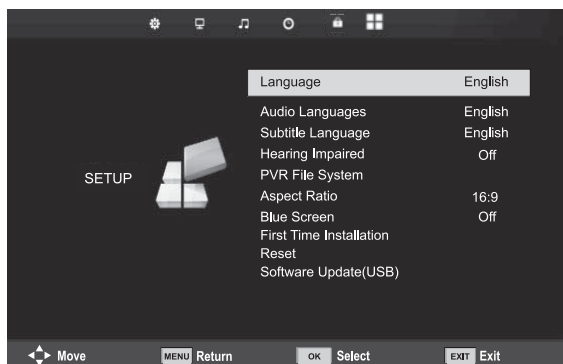 Language English
Audio Languages English
Subtitle Language English
Hearing Impaired Off
PVR File System
SETUP
Aspect Ratio 16:9
Blue Screen Off
First Time Installation
Reset
Software Update(USB)
Move MENU Return OK Select EXIT Exit